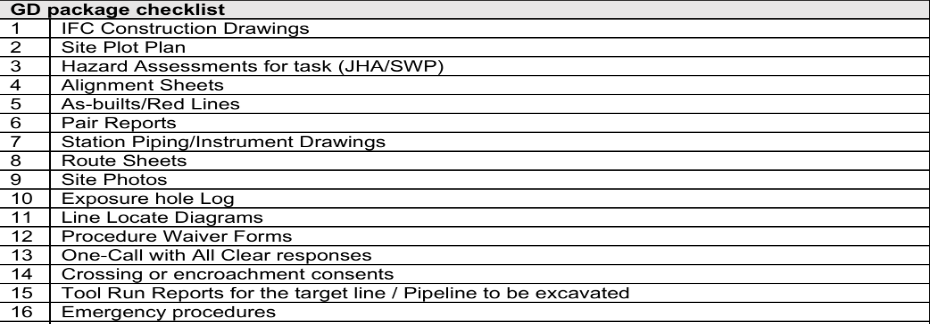 GD package checklist
1 IFC Construction Drawings
2 Site Plot Plan
3 Hazard Assessments for task (JHA/SWP)
4 Alignment Sheets
5 As-builts/Red Lines
6 Pair Reports
7 Station Piping/Instrument Drawings
8 Route Sheets
9 Site Photos
10 Exposure hole Log
11 Line Locate Diagrams
12 Procedure Waiver Forms
13 One-Call with All Clear responses
14 Crossing or encroachment consents
15 Tool Run Reports for the target line / Pipeline to be excavated
16 Emergency procedures